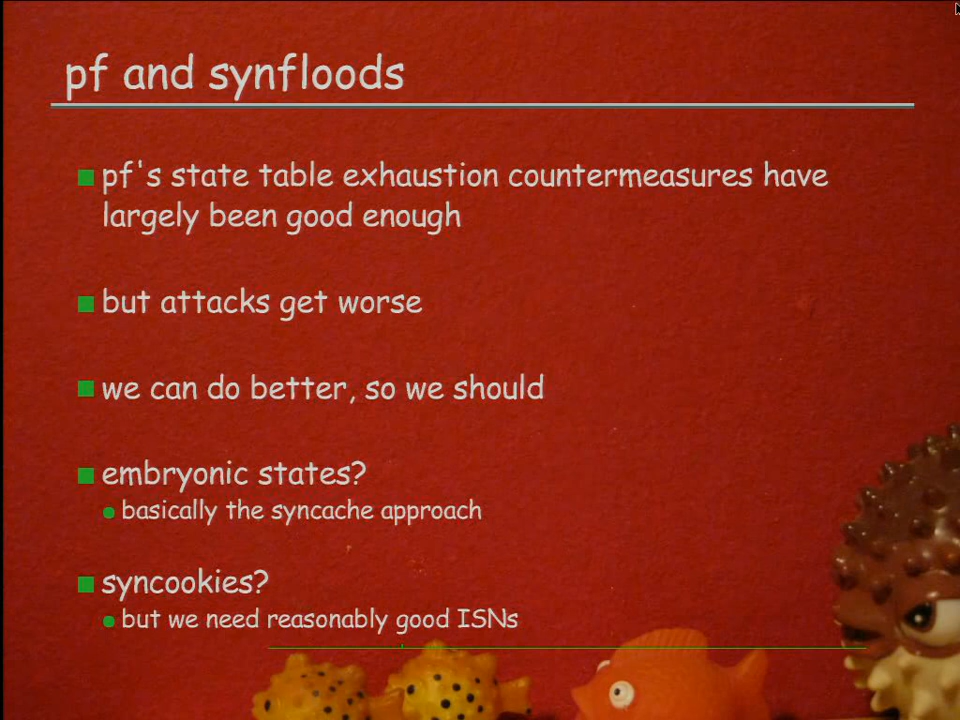 pf and synfloods
pf's state table exhaustion countermeasures have
largely been good enough
but attacks get worse
we can do better, so we should
embryonic states?
basically the syncache approach
syncookies?
but we need reasonably good ISNs